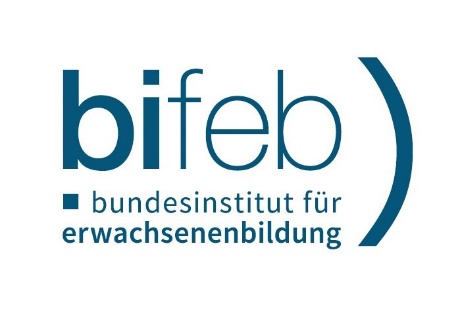 bifeb)
bundesinstitut für
erwachsenenbildung